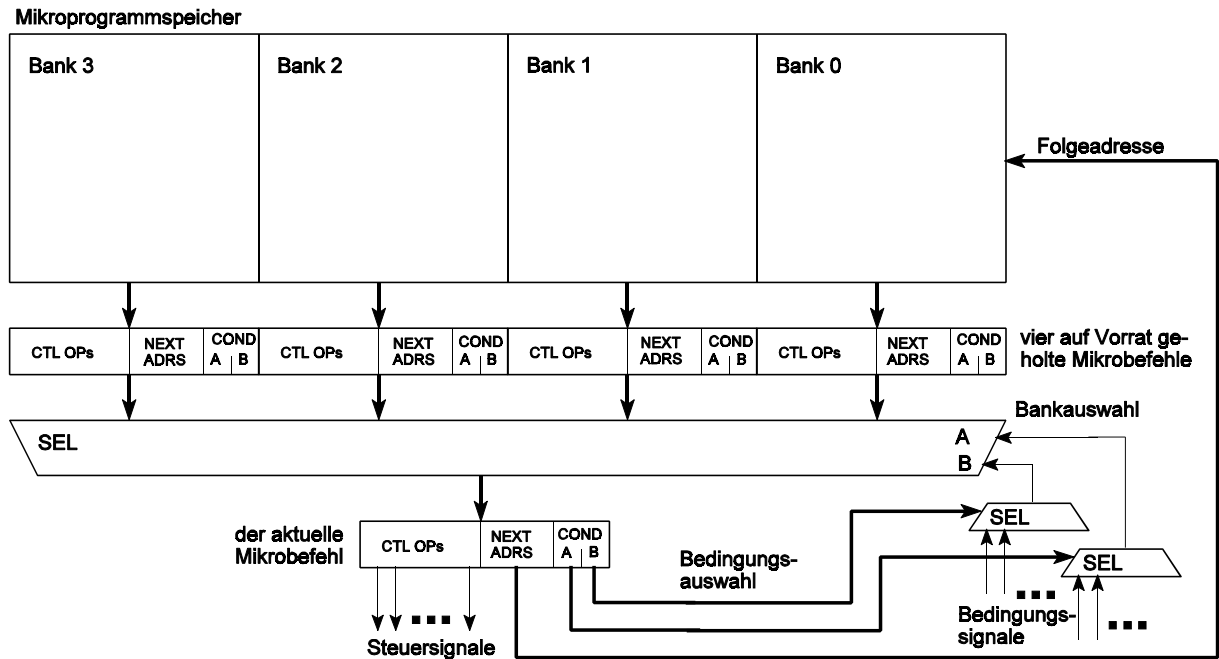 Mikroprogrammspeicher
Bank 3
Bank 2
Bank 1
Bank 0
Folgeadresse
CTL OPs
NEXT
ADRS
COND
A
B
CTL OPs
NEXT
ADRS
COND
A
B
CTL OPs
NEXT
ADRS
COND
A
B
CTL OPs
NEXT
ADRS
COND
A
B
vier auf Vorrat ge-
holte Mikrobefehle
Bankauswahl
SEL
A
B
der aktuelle
Mikrobefehl
CTL OPs
NEXT
ADRS
COND
A
B
Bedingungs-
auswahl
SEL
SEL
Bedingungs-
signale
Steuersignale